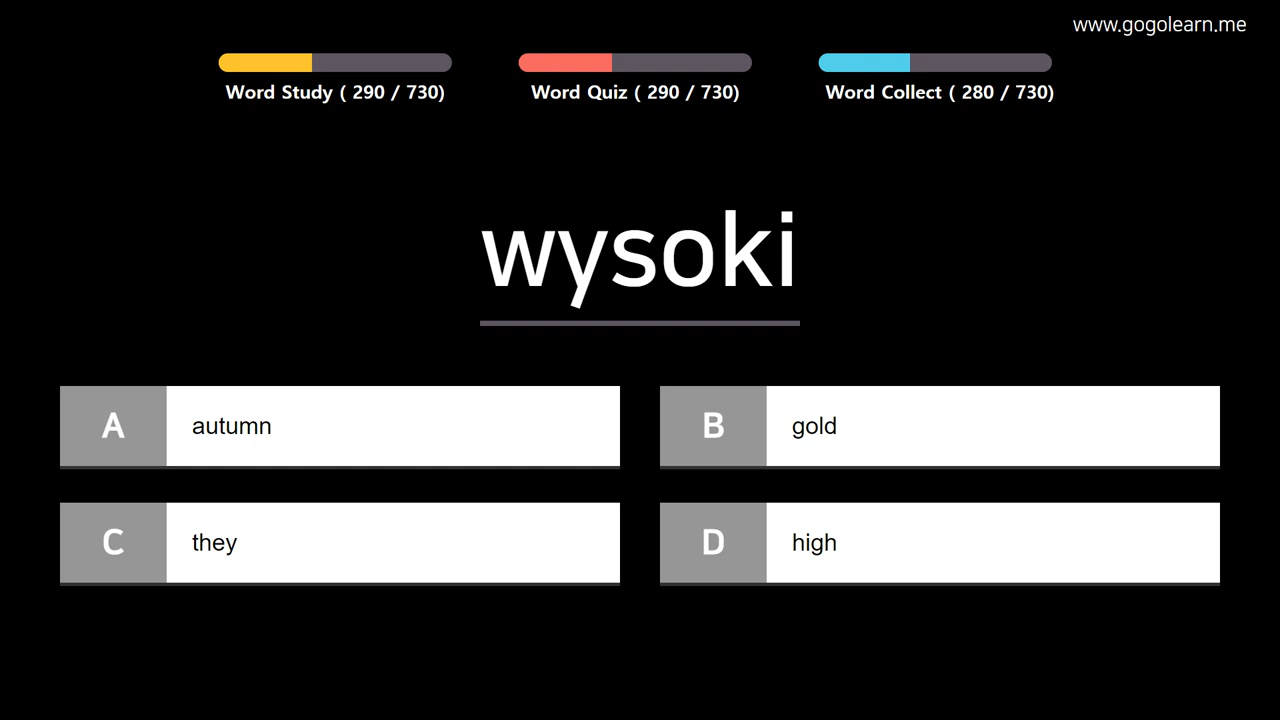 www.gogolearn.me
Word Study ( 290 / 730)
Word Quiz ( 290 / 730)
Word Collect ( 280 / 730)
wysoki
A autumn
B gold
C they
D high